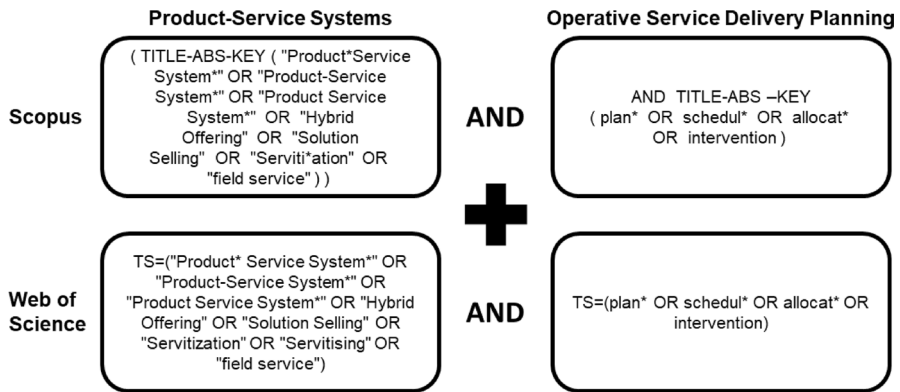 Product-Service Systems
Operative Service Delivery Planning
Scopus
( TITLE-ABS-KEY ( "Product*Service
System*" OR "Product-Service
System*" OR "Product Service
System*" OR "Hybrid
Offering" OR "Solution
Selling" OR "Serviti*ation" OR
"field service" ) )
AND
AND TITLE-ABS –KEY
( plan* OR schedul* OR allocat*
OR intervention )
Web of
Science
TS=("Product* Service System*" OR
"Product-Service System*" OR
"Product Service System*" OR "Hybrid
Offering" OR "Solution Selling" OR
"Servitization" OR "Servitising" OR
"field service")
AND
TS=(plan* OR schedul* OR allocat* OR
intervention)